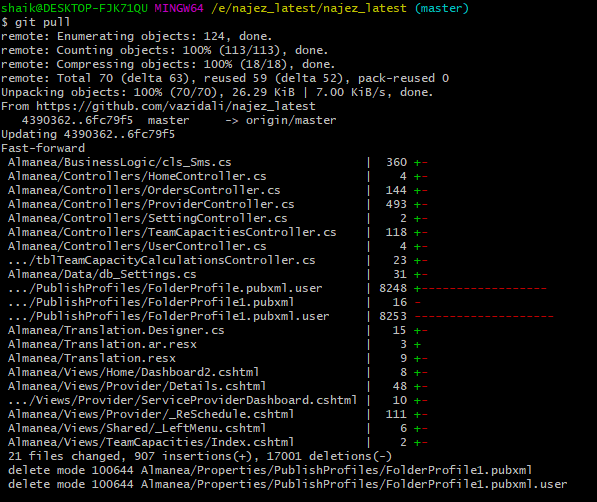 shaik@DESKTOP-FJK71QU MINGW64 /e/najez_latest/najez_latest (master)
$ git pull
remote: Enumerating objects: 124, done.
remote: Counting objects: 100% (113/113), done.
remote: Compressing objects: 100% (18/18), done.
remote: Total 70 (delta 63), reused 59 (delta 52), pack-reused 0
Unpacking objects: 100% (70/70), 26.29 KiB | 7.00 KiB/s, done.
From https://github.com/vazidali/najez_latest
   4390362..6fc79f5  master     -> origin/master
Updating 4390362..6fc79f5
Fast-forward
 Almanea/BusinessLogic/cls_Sms.cs                   |  360 +-
 Almanea/Controllers/HomeController.cs              |    4 +-
 Almanea/Controllers/OrdersController.cs            |  144 +-
 Almanea/Controllers/ProviderController.cs          |  493 +-
 Almanea/Controllers/SettingController.cs           |    2 +-
 Almanea/Controllers/TeamCapacitiesController.cs    |  118 +-
 Almanea/Controllers/UserController.cs              |    4 +-
 .../tblTeamCapacityCalculationsController.cs       |   23 +-
 Almanea/Data/db_Settings.cs                        |   31 +-
 .../PublishProfiles/FolderProfile.pubxml.user      | 8248 +------------------
 .../PublishProfiles/FolderProfile1.pubxml          |   16 -
 .../PublishProfiles/FolderProfile1.pubxml.user     | 8253 --------------------
 Almanea/Translation.Designer.cs                    |   15 +-
 Almanea/Translation.ar.resx                        |    3 +
 Almanea/Translation.resx                           |    9 +-
 Almanea/Views/Home/Dashboard2.cshtml               |    8 +-
 Almanea/Views/Provider/Details.cshtml              |   48 +-
 .../Views/Provider/ServiceProviderDashboard.cshtml |   10 +-
 Almanea/Views/Provider/_ReSchedule.cshtml          |  111 +-
 Almanea/Views/Shared/_LeftMenu.cshtml              |    6 +-
 Almanea/Views/TeamCapacities/Index.cshtml          |    2 +-
 21 files changed, 907 insertions(+), 17001 deletions(-)
 delete mode 100644 Almanea/Properties/PublishProfiles/FolderProfile1.pubxml
 delete mode 100644 Almanea/Properties/PublishProfiles/FolderProfile1.pubxml.user